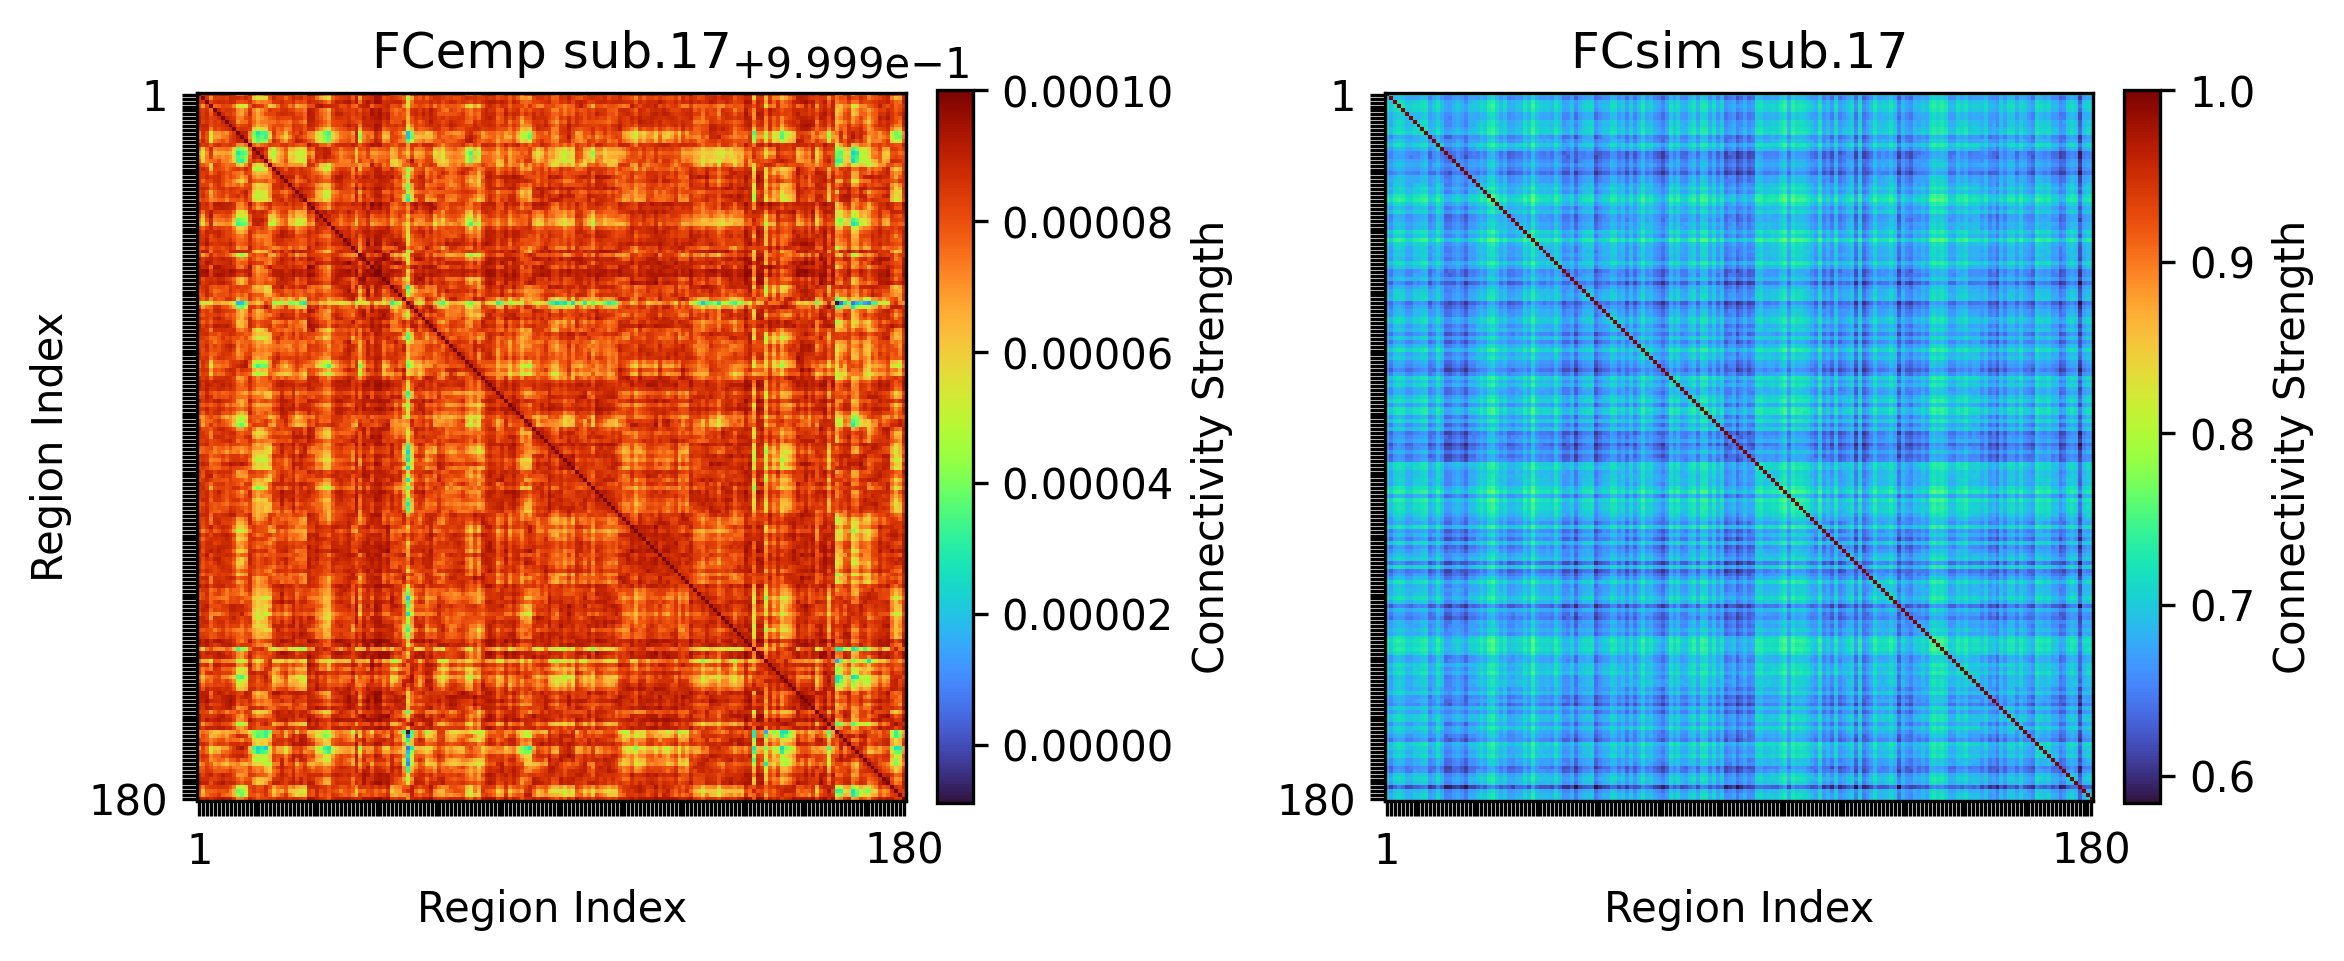 FCemp sub.17
+9.999e−1
1
180
1
180
Region Index
Region Index
0.00010
0.00008
0.00006
0.00004
0.00002
0.00000
Connectivity Strength
FCsim sub.17
1
180
1
180
Region Index
1.0
0.9
0.8
0.7
0.6
Connectivity Strength